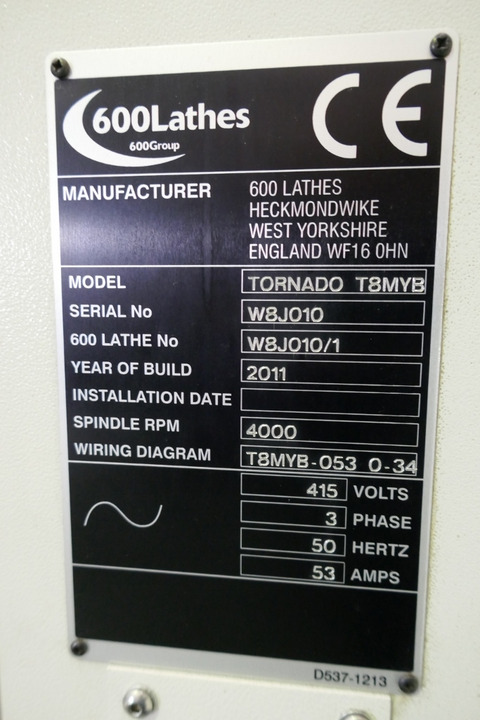 600Lathes
600Group
CE
MANUFACTURER 600 LATHES
HECKMONDWIKE
WEST YORKSHIRE
ENGLAND WF16 0HN
MODEL TORNADO T8MYB
SERIAL No W8J010
600 LATHE No W8J010/1
YEAR OF BUILD 2011
INSTALLATION DATE
SPINDLE RPM 4000
WIRING DIAGRAM T8MYB-053 0-34
415 VOLTS
3 PHASE
50 HERTZ
53 AMPS
D537-1213